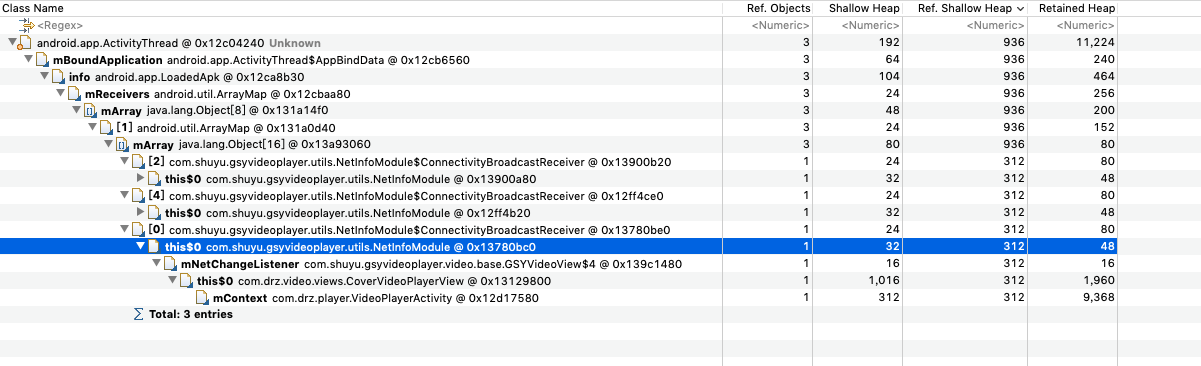 Class Name Ref. Objects Shallow Heap Ref. Shallow Heap Retained Heap
<Regex> <Numeric> <Numeric> <Numeric> <Numeric>
android.app.ActivityThread @ 0x12c04240 Unknown 3 192 936 11,224
mBoundApplication android.app.ActivityThread$AppBindData @ 0x12cb6560 3 64 936 240
info android.app.LoadedApk @ 0x12ca8b30 3 104 936 464
mReceivers android.util.ArrayMap @ 0x12cbaa80 3 24 936 256
mArray java.lang.Object[8] @ 0x131a14f0 3 48 936 200
[1] android.util.ArrayMap @ 0x131a0d40 3 24 936 152
mArray java.lang.Object[16] @ 0x13a93060 3 80 936 80
[2] com.shuyu.gsyvideoplayer.utils.NetInfoModule$ConnectivityBroadcastReceiver @ 0x13900b20 1 24 312 80
this$0 com.shuyu.gsyvideoplayer.utils.NetInfoModule @ 0x13900a80 1 32 312 48
[4] com.shuyu.gsyvideoplayer.utils.NetInfoModule$ConnectivityBroadcastReceiver @ 0x12ff4ce0 1 24 312 80
this$0 com.shuyu.gsyvideoplayer.utils.NetInfoModule @ 0x12ff4b20 1 32 312 48
[0] com.shuyu.gsyvideoplayer.utils.NetInfoModule$ConnectivityBroadcastReceiver @ 0x13780be0 1 24 312 80
this$0 com.shuyu.gsyvideoplayer.utils.NetInfoModule @ 0x13780bc0 1 32 312 48
mNetChangeListener com.shuyu.gsyvideoplayer.video.base.GSYVideoView$4 @ 0x139c1480 1 16 312 16
this$0 com.drz.video.views.CoverVideoPlayerView @ 0x13129800 1 1,016 312 1,960
mContext com.drz.player.VideoPlayerActivity @ 0x12d17580 1 312 312 9,368
Total: 3 entries